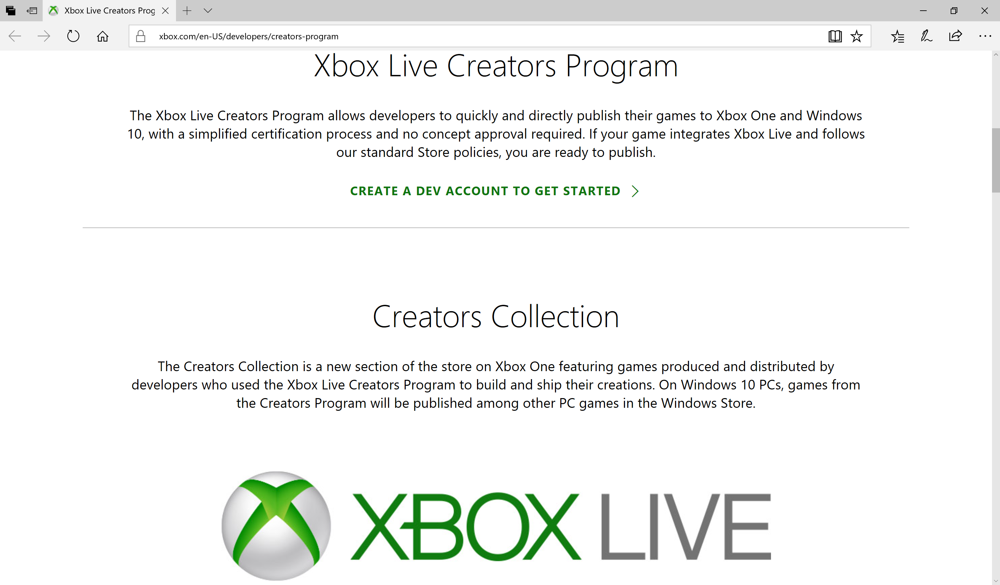 Xbox Live Creators Prog
xbox.com/en-US/developers/creators-program
Xbox Live Creators Program
The Xbox Live Creators Program allows developers to quickly and directly publish their games to Xbox One and Windows
10, with a simplified certification process and no concept approval required. If your game integrates Xbox Live and follows
our standard Store policies, you are ready to publish.
CREATE A DEV ACCOUNT TO GET STARTED
Creators Collection
The Creators Collection is a new section of the store on Xbox One featuring games produced and distributed by
developers who used the Xbox Live Creators Program to build and ship their creations. On Windows 10 PCs, games from
the Creators Program will be published among other PC games in the Windows Store.
XBOX LIVE